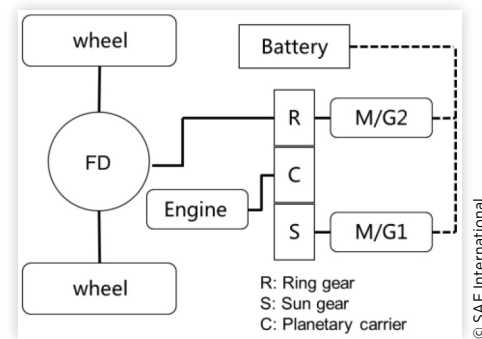 wheel
Battery
R
M/G2
FD
C
Engine
S
M/G1
wheel
R: Ring gear
S: Sun gear
C: Planetary carrier
© SAE International